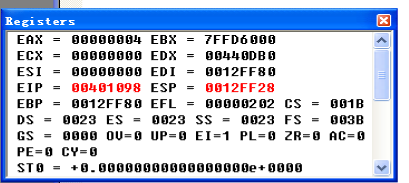 Registers
EAX = 00000004 EBX = 7FFD6000
ECX = 00000000 EDX = 00440DB0
ESI = 00000000 EDI = 0012FF80
EIP = 00401098 ESP = 0012FF28
EBP = 0012FF80 EFL = 00000202 CS = 001B
DS = 0023 ES = 0023 SS = 0023 FS = 003B
GS = 0000 OV=0 UP=0 EI=1 PL=0 ZR=0 AC=0
PE=0 CY=0
ST0 = +0.00000000000000000e+0000